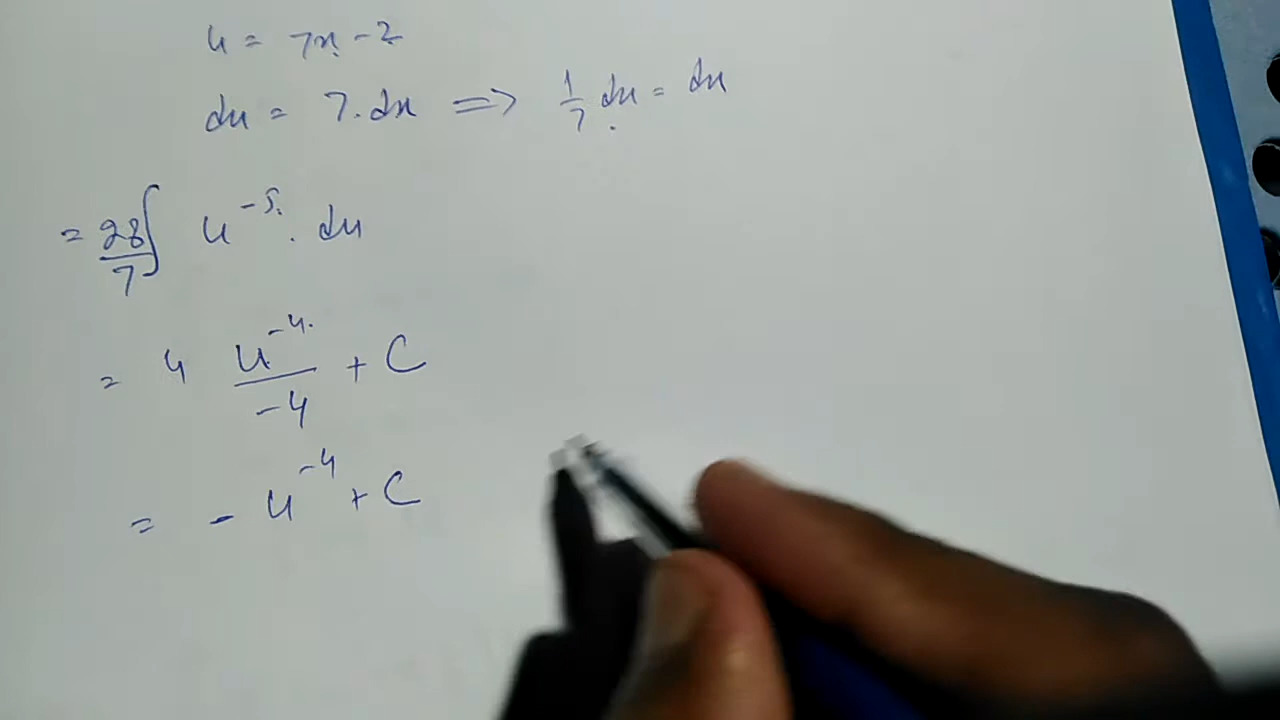 u = 7x - 2
du = 7.dx ⟹ 1/7 du = dx
= 28/7 ∫ u^-5 . du
= 4 u^-4/-4 + C
= - u^-4 + C